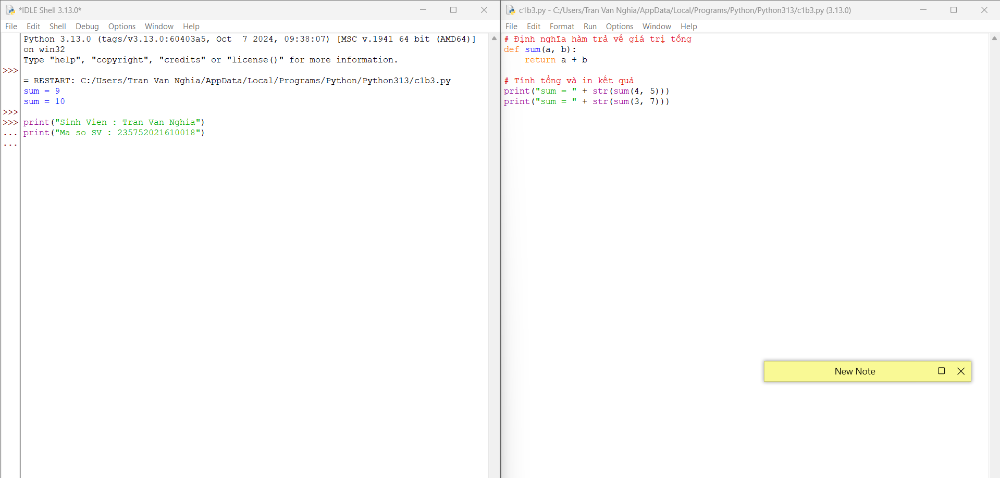 *IDLE Shell 3.13.0*
File Edit Shell Debug Options Window Help
Python 3.13.0 (tags/v3.13.0:60403a5, Oct  7 2024, 09:38:07) [MSC v.1941 64 bit (AMD64)]
on win32
Type "help", "copyright", "credits" or "license()" for more information.
>>>
= RESTART: C:/Users/Tran Van Nghia/AppData/Local/Programs/Python/Python313/c1b3.py
sum = 9
sum = 10
>>>
>>> print("Sinh Vien : Tran Van Nghia")
... print("Ma so SV : 235752021610018")
...
c1b3.py - C:/Users/Tran Van Nghia/AppData/Local/Programs/Python/Python313/c1b3.py (3.13.0)
File Edit Format Run Options Window Help
# Định nghĩa hàm trả về giá trị tổng
def sum(a, b):
    return a + b
# Tính tổng và in kết quả
print("sum = " + str(sum(4, 5)))
print("sum = " + str(sum(3, 7)))
New Note